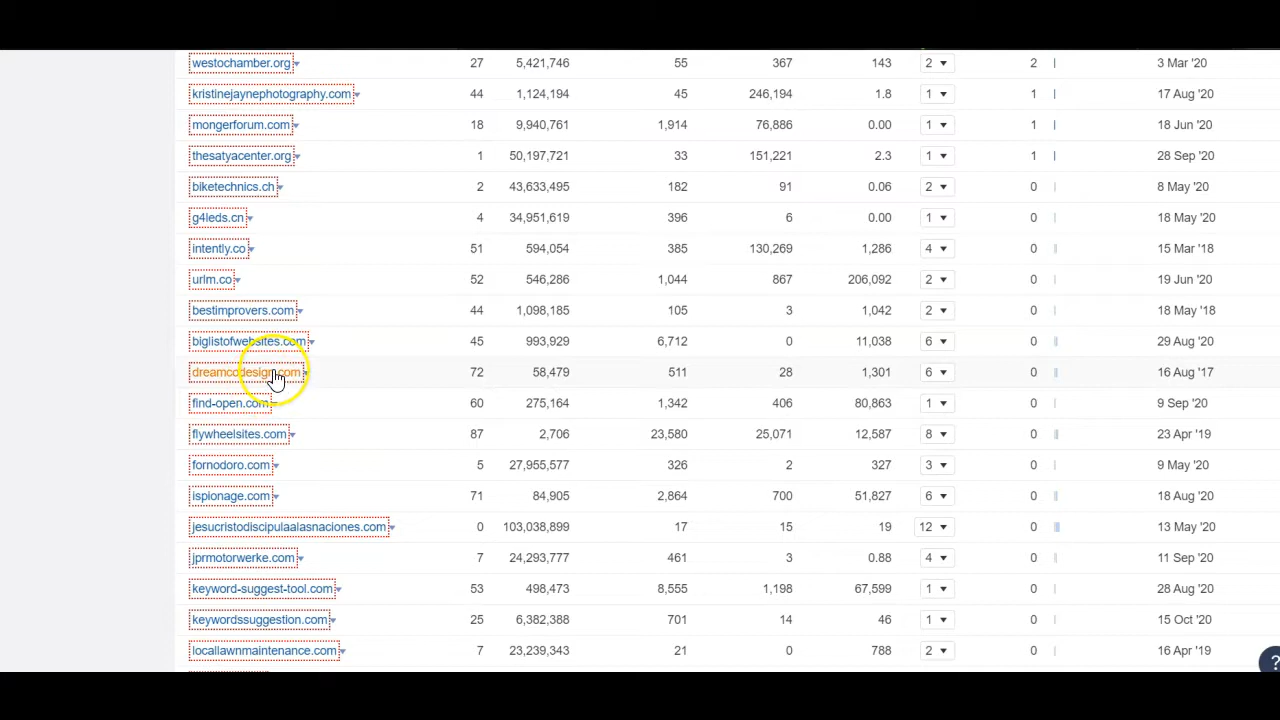 westochamber.org 27 5,421,746 55 367 143 2 2 3 Mar '20
kristinejaynephotography.com 44 1,124,194 45 246,194 1.8 1 1 17 Aug '20
mongerforum.com 18 9,940,761 1,914 76,886 0.00 1 1 18 Jun '20
thesatyacenter.org 1 50,197,721 33 151,221 2.3 1 1 28 Sep '20
biketechnics.ch 2 43,633,495 182 91 0.06 2 0 8 May '20
g4leds.cn 4 34,951,619 396 6 0.00 1 0 18 May '20
intently.co 51 594,054 385 130,269 1,286 4 0 15 Mar '18
urlm.co 52 546,286 1,044 867 206,092 2 0 19 Jun '20
bestimprovers.com 44 1,098,185 105 3 1,042 2 0 18 May '18
biglistofwebsites.com 45 993,929 6,712 0 11,038 6 0 29 Aug '20
dreamcodesign.com 72 58,479 511 28 1,301 6 0 16 Aug '17
find-open.com 60 275,164 1,342 406 80,863 1 0 9 Sep '20
flywheelsites.com 87 2,706 23,580 25,071 12,587 8 0 23 Apr '19
fornodoro.com 5 27,955,577 326 2 327 3 0 9 May '20
ispionage.com 71 84,905 2,864 700 51,827 6 0 18 Aug '20
jesucristodiscipulaalasnaciones.com 0 103,038,899 17 15 19 12 0 13 May '20
jprmotorwerke.com 7 24,293,777 461 3 0.88 4 0 11 Sep '20
keyword-suggest-tool.com 53 498,473 8,555 1,198 67,599 1 0 28 Aug '20
keywordssuggestion.com 25 6,382,388 701 14 46 1 0 15 Oct '20
locallawnmaintenance.com 7 23,239,343 21 0 788 2 0 16 Apr '19
?